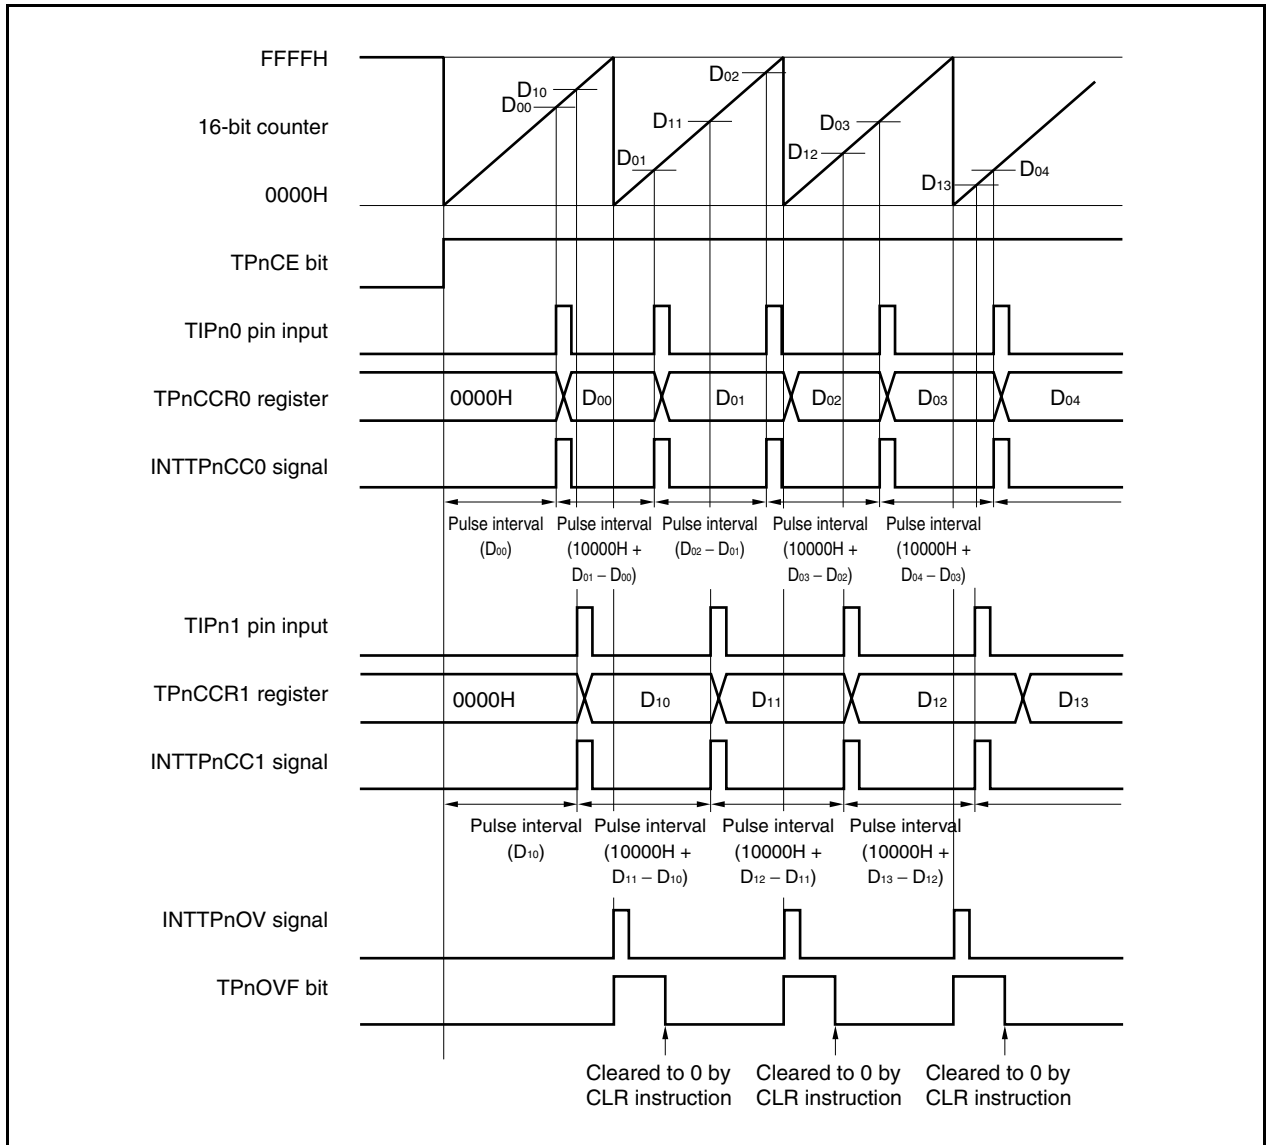 FFFFH
D10
D00
D02
16-bit counter
D11
D03
D01
D12
D13
D04
0000H
TPnCE bit
TIPn0 pin input
TPnCCR0 register
0000H
D00
D01
D02
D03
D04
INTTPnCC0 signal
Pulse interval
(D00)
Pulse interval
(10000H +
D01 – D00)
Pulse interval
(D02 – D01)
Pulse interval
(10000H +
D03 – D02)
Pulse interval
(10000H +
D04 – D03)
TIPn1 pin input
TPnCCR1 register
0000H
D10
D11
D12
D13
INTTPnCC1 signal
Pulse interval
(D10)
Pulse interval
(10000H +
D11 – D10)
Pulse interval
(10000H +
D12 – D11)
Pulse interval
(10000H +
D13 – D12)
INTTPnOV signal
TPnOVF bit
Cleared to 0 by
CLR instruction
Cleared to 0 by
CLR instruction
Cleared to 0 by
CLR instruction